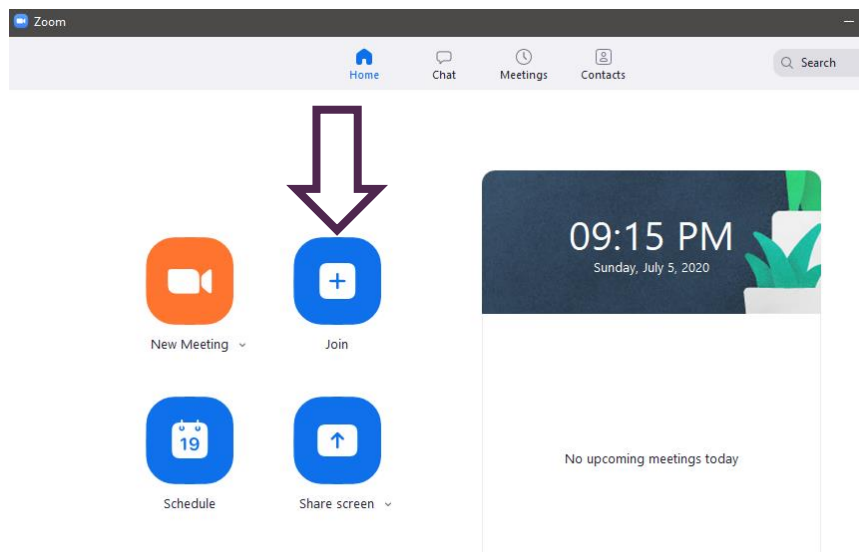 Zoom
Home
Chat
Meetings
Contacts
Search
09:15 PM
Sunday, July 5, 2020
New Meeting
Join
19
Schedule
Share screen
No upcoming meetings today